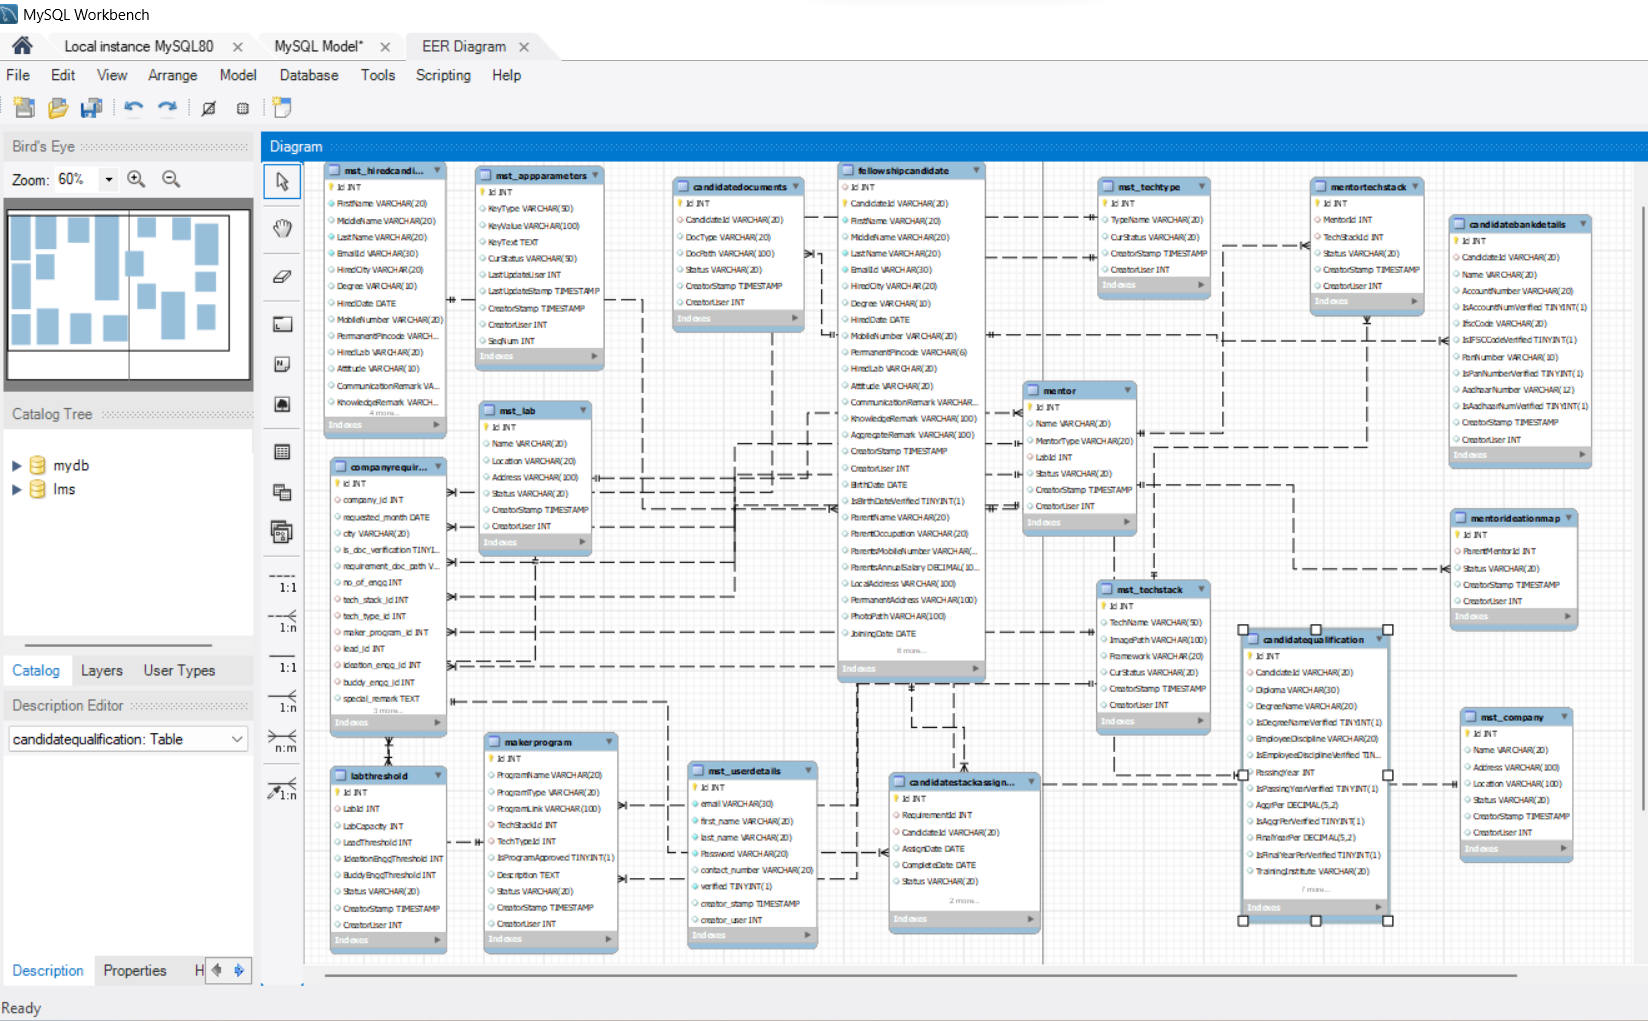 MySQL Workbench
Local instance MySQL80
MySQL Model*
EER Diagram
File Edit View Arrange Model Database Tools Scripting Help
Bird's Eye
Zoom: 60%
Catalog Tree
mydb
lms
Catalog Layers User Types
Description Editor
candidatequalification: Table
Description Properties H
Ready
Diagram
1:1
1:n
1:1
1:n
n:m
1:n
mst_hiredcandi...
Id INT
FirstName VARCHAR(20)
MiddleName VARCHAR(20)
LastName VARCHAR(20)
EmailId VARCHAR(30)
HiredCity VARCHAR(20)
Degree VARCHAR(10)
HiredDate DATE
MobileNumber VARCHAR(20)
PermanentPincode VARCH...
HiredLab VARCHAR(20)
Attitude VARCHAR(10)
CommunicationRemark VA...
KnowledgeRemark VARCH...
4 more...
Indexes
companyrequir...
id INT
company_id INT
requested_month DATE
city VARCHAR(20)
is_doc_verification TINYI...
requirement_doc_path V...
no_of_engg INT
tech_stack_id INT
tech_type_id INT
maker_program_id INT
lead_id INT
ideation_engg_id INT
buddy_engg_id INT
special_remark TEXT
3 more...
Indexes
labthreshold
Id INT
LabId INT
LabCapacity INT
LeadThreshold INT
IdeationEnggThreshold INT
BuddyEnggThreshold INT
Status VARCHAR(20)
CreatorStamp TIMESTAMP
CreatorUser INT
Indexes
mst_appparameters
Id INT
KeyType VARCHAR(50)
KeyValue VARCHAR(100)
KeyText TEXT
CurStatus VARCHAR(50)
LastUpdateUser INT
LastUpdateStamp TIMESTAMP
CreatorStamp TIMESTAMP
CreatorUser INT
SeqNum INT
Indexes
mst_lab
Id INT
Name VARCHAR(20)
Location VARCHAR(20)
Address VARCHAR(100)
Status VARCHAR(20)
CreatorStamp TIMESTAMP
CreatorUser INT
Indexes
makerprogram
Id INT
ProgramName VARCHAR(20)
ProgramType VARCHAR(20)
ProgramLink VARCHAR(100)
TechStackId INT
TechTypeId INT
IsProgramApproved TINYINT(1)
Description TEXT
Status VARCHAR(20)
CreatorStamp TIMESTAMP
CreatorUser INT
Indexes
candidatedocuments
Id INT
CandidateId VARCHAR(20)
DocType VARCHAR(20)
DocPath VARCHAR(100)
Status VARCHAR(20)
CreatorStamp TIMESTAMP
CreatorUser INT
Indexes
mst_userdetails
Id INT
email VARCHAR(30)
first_name VARCHAR(20)
last_name VARCHAR(20)
Password VARCHAR(20)
contact_number VARCHAR(20)
verified TINYINT(1)
creator_stamp TIMESTAMP
creator_user INT
Indexes
fellowshipcandidate
Id INT
CandidateId VARCHAR(20)
FirstName VARCHAR(20)
MiddleName VARCHAR(20)
LastName VARCHAR(20)
EmailId VARCHAR(30)
HiredCity VARCHAR(20)
Degree VARCHAR(10)
HiredDate DATE
MobileNumber VARCHAR(20)
PermanentPincode VARCHAR(6)
HiredLab VARCHAR(20)
Attitude VARCHAR(20)
CommunicationRemark VARCHAR...
KnowledgeRemark VARCHAR(100)
AggregateRemark VARCHAR(100)
CreatorStamp TIMESTAMP
CreatorUser INT
BirthDate DATE
IsBirthDateVerified TINYINT(1)
ParentName VARCHAR(20)
ParentOccupation VARCHAR(20)
ParentsMobileNumber VARCHAR(...
ParentsAnnualSalary DECIMAL(10...
LocalAddress VARCHAR(100)
PermanentAddress VARCHAR(100)
PhotoPath VARCHAR(100)
JoiningDate DATE
Indexes
candidatestackassign...
Id INT
RequirementId INT
CandidateId VARCHAR(20)
AssignDate DATE
CompleteDate DATE
Status VARCHAR(20)
2 more...
Indexes
mentor
Id INT
Name VARCHAR(20)
MentorType VARCHAR(20)
LabId INT
Status VARCHAR(20)
CreatorStamp TIMESTAMP
CreatorUser INT
Indexes
mst_techtype
Id INT
TypeName VARCHAR(20)
CurStatus VARCHAR(20)
CreatorStamp TIMESTAMP
CreatorUser INT
Indexes
mst_techstack
Id INT
TechName VARCHAR(50)
ImagePath VARCHAR(100)
Framework VARCHAR(20)
CurStatus VARCHAR(20)
CreatorStamp TIMESTAMP
CreatorUser INT
Indexes
mentortechstack
Id INT
MentorId INT
TechStackId INT
Status VARCHAR(20)
CreatorStamp TIMESTAMP
CreatorUser INT
Indexes
candidatequalification
Id INT
CandidateId VARCHAR(20)
Diploma VARCHAR(30)
DegreeName VARCHAR(20)
IsDegreeNameVerified TINYINT(1)
EmployeeDiscipline VARCHAR(20)
IsEmployeeDisciplineVerified TIN...
PassingYear INT
IsPassingYearVerified TINYINT(1)
AggrPer DECIMAL(5,2)
IsAggrPerVerified TINYINT(1)
FinalYearPer DECIMAL(5,2)
IsFinalYearPerVerified TINYINT(1)
TrainingInstitute VARCHAR(20)
7 more...
Indexes
candidatebankdetails
Id INT
CandidateId VARCHAR(20)
Name VARCHAR(20)
AccountNumber VARCHAR(20)
IsAccountNumVerified TINYINT(1)
IfscCode VARCHAR(20)
IsIFSCCodeVerified TINYINT(1)
PanNumber VARCHAR(10)
IsPanNumberVerified TINYINT(1)
AadhaarNumber VARCHAR(12)
IsAadhaarNumVerified TINYINT(1)
CreatorStamp TIMESTAMP
CreatorUser INT
Indexes
mentorideationmap
Id INT
ParentMentorId INT
Status VARCHAR(20)
CreatorStamp TIMESTAMP
CreatorUser INT
Indexes
mst_company
Id INT
Name VARCHAR(20)
Address VARCHAR(100)
Location VARCHAR(100)
Status VARCHAR(20)
CreatorStamp TIMESTAMP
CreatorUser INT
Indexes